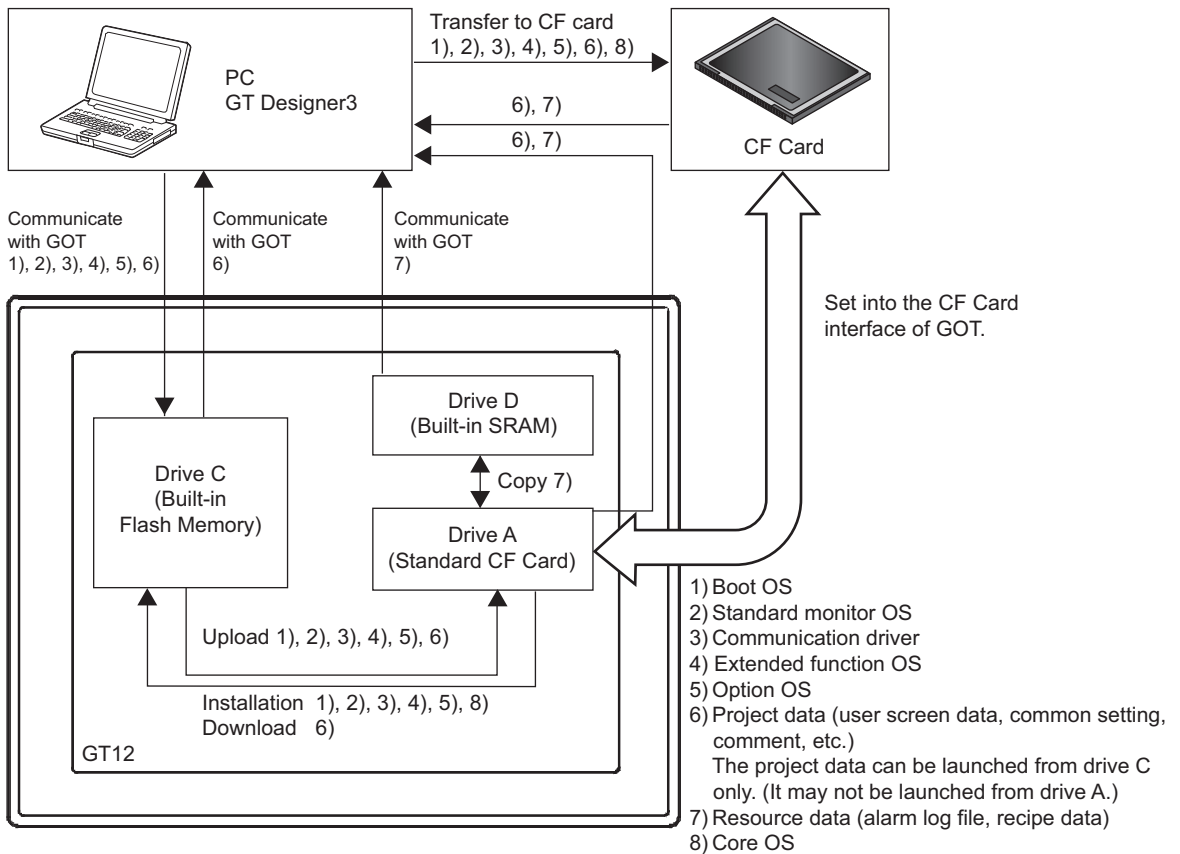 Transfer to CF card
1), 2), 3), 4), 5), 6), 8)
PC
GT Designer3
6), 7)
6), 7)
CF Card
Communicate
with GOT
1), 2), 3), 4), 5), 6)
Communicate
with GOT
6)
Communicate
with GOT
7)
Set into the CF Card
interface of GOT.
Drive D
(Built-in SRAM)
Copy 7)
Drive C
(Built-in
Flash Memory)
Drive A
(Standard CF Card)
Upload 1), 2), 3), 4), 5), 6)
Installation 1), 2), 3), 4), 5), 8)
Download 6)
GT12
1) Boot OS
2) Standard monitor OS
3) Communication driver
4) Extended function OS
5) Option OS
6) Project data (user screen data, common setting,
comment, etc.)
The project data can be launched from drive C
only. (It may not be launched from drive A.)
7) Resource data (alarm log file, recipe data)
8) Core OS